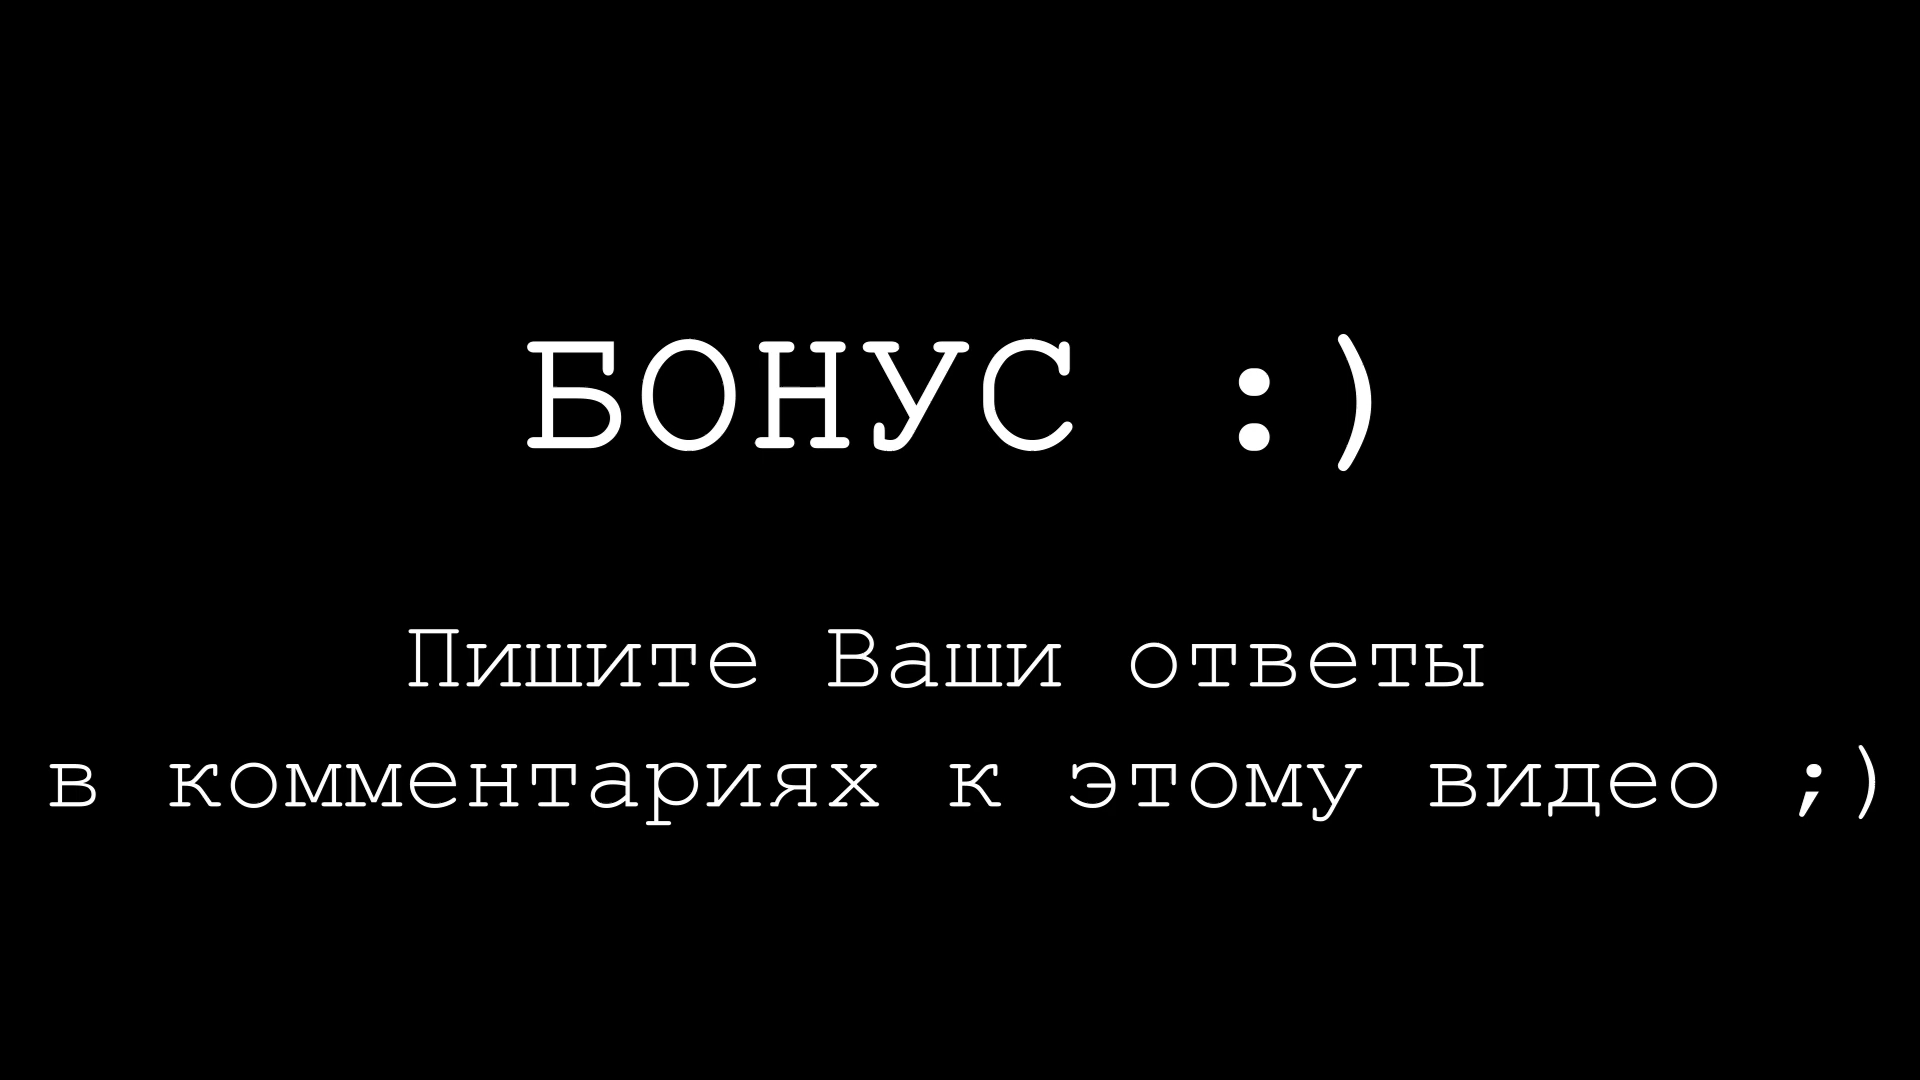 БОНУС :)
Пишите Ваши ответы
в комментариях к этому видео ;)